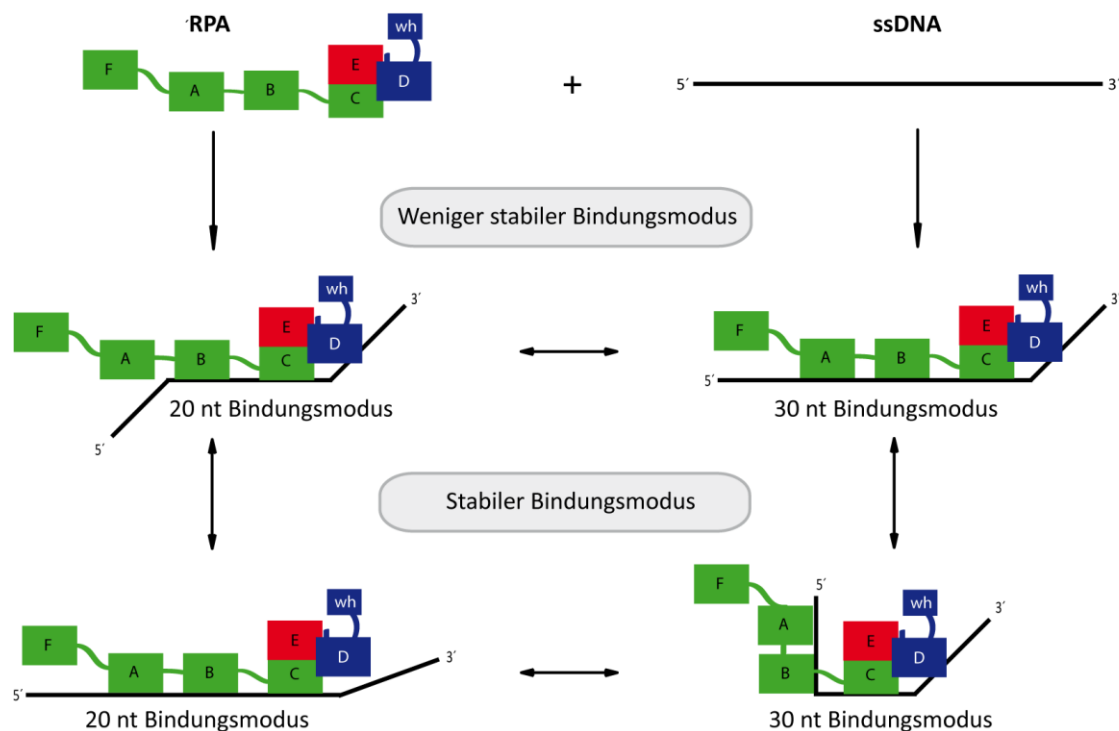 ´RPA
ssDNA
wh
F
A
B
E
C
D
+
5´
3´
Weniger stabiler Bindungsmodus
wh
3´
F
A
B
E
C
D
20 nt Bindungsmodus
5´
wh
3´
F
A
B
E
C
D
5´
30 nt Bindungsmodus
Stabiler Bindungsmodus
wh
F
A
B
E
C
D
3´
5´
20 nt Bindungsmodus
F
5´
wh
3´
A
E
B
C
D
30 nt Bindungsmodus